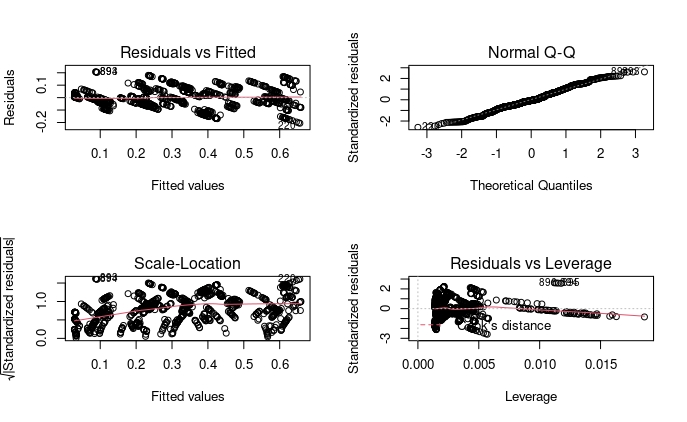 Residuals vs Fitted
Residuals
0.1
-0.2
0.1 0.2 0.3 0.4 0.5 0.6
Fitted values
Normal Q-Q
Standardized residuals
2
0
-2
-3 -2 -1 0 1 2 3
Theoretical Quantiles
Scale-Location
√|Standardized residuals|
1.0
0.0
0.1 0.2 0.3 0.4 0.5 0.6
Fitted values
Residuals vs Leverage
Standardized residuals
2
0
-3
's distance
0.000 0.005 0.010 0.015
Leverage